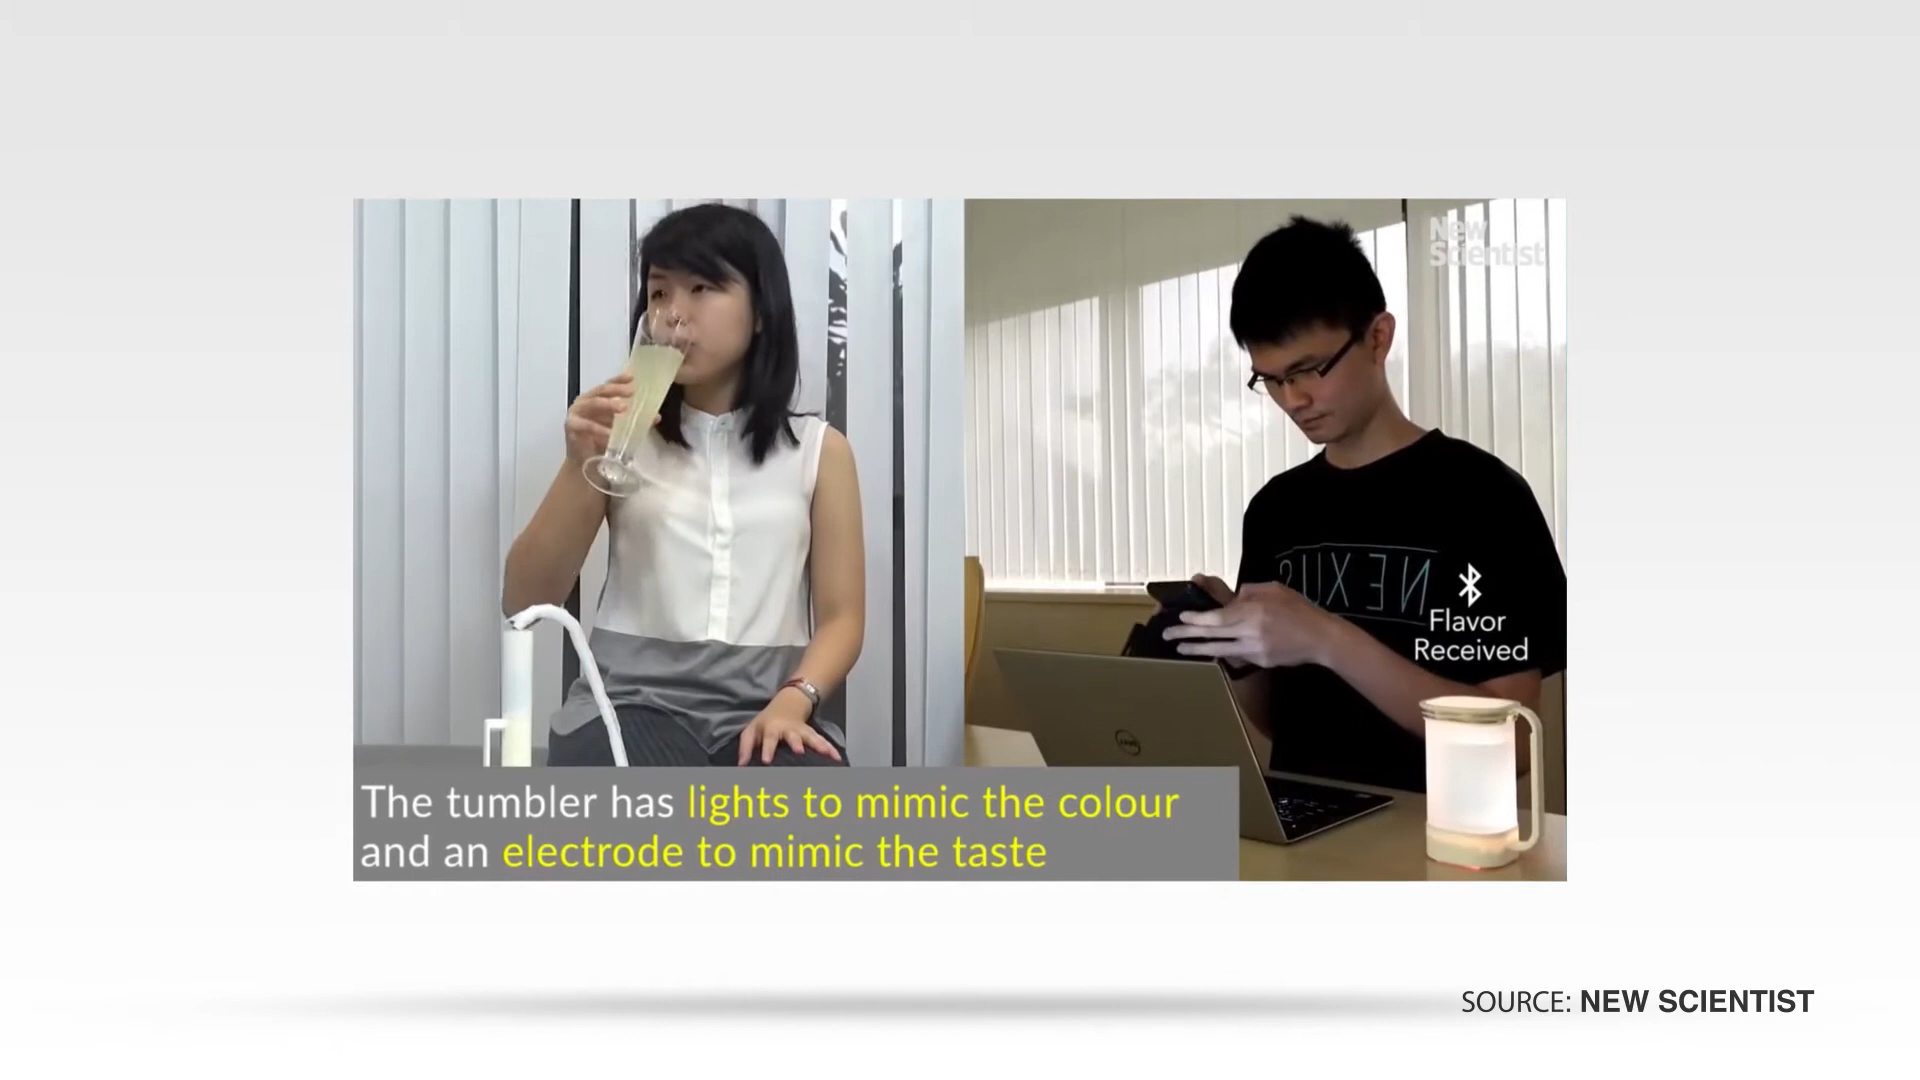 New
Scientist
NEXUS
Flavor
Received
DELL
The tumbler has lights to mimic the colour
and an electrode to mimic the taste
SOURCE: NEW SCIENTIST